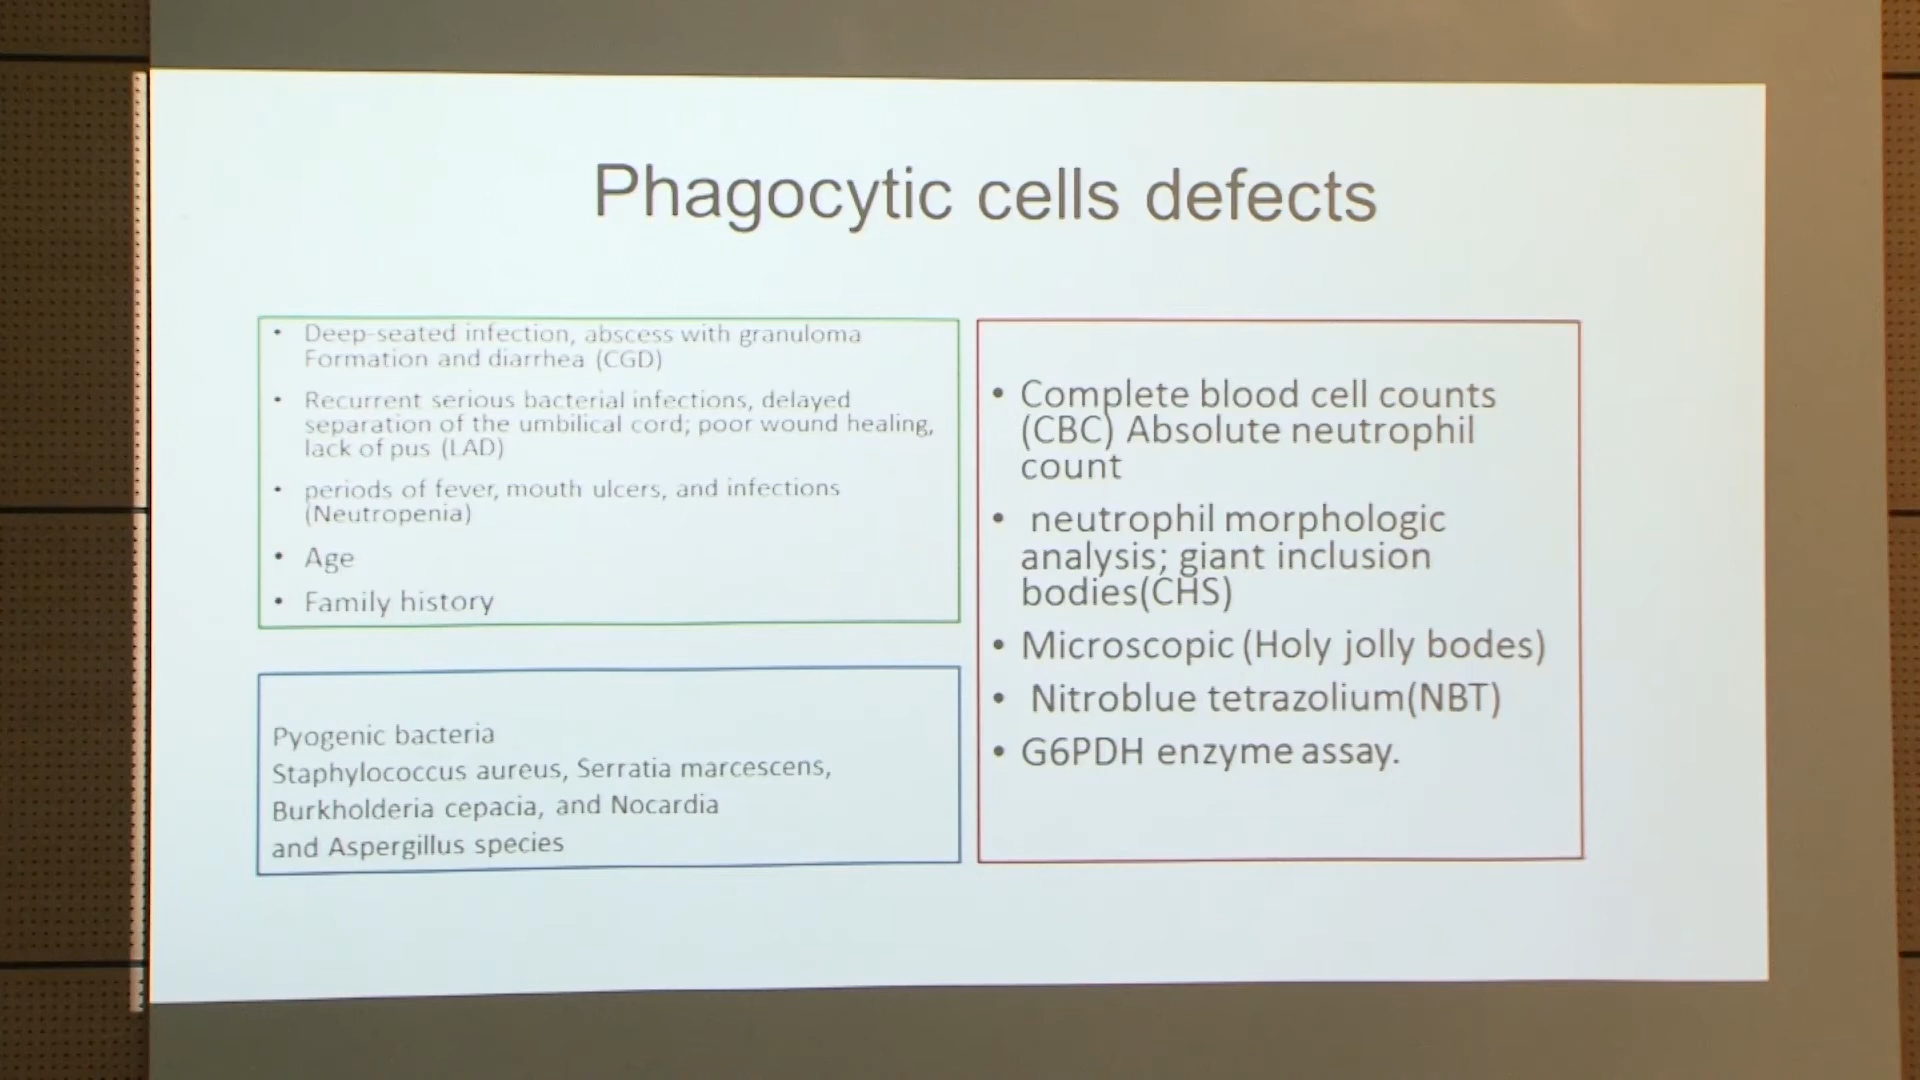 Phagocytic cells defects
• Deep-seated infection, abscess with granuloma
Formation and diarrhea (CGD)
• Recurrent serious bacterial infections, delayed
separation of the umbilical cord; poor wound healing,
lack of pus (LAD)
• periods of fever, mouth ulcers, and infections
(Neutropenia)
• Age
• Family history
Pyogenic bacteria
Staphylococcus aureus, Serratia marcescens,
Burkholderia cepacia, and Nocardia
and Aspergillus species
• Complete blood cell counts
(CBC) Absolute neutrophil
count
• neutrophil morphologic
analysis; giant inclusion
bodies(CHS)
• Microscopic (Holy jolly bodes)
• Nitroblue tetrazolium(NBT)
• G6PDH enzyme assay.